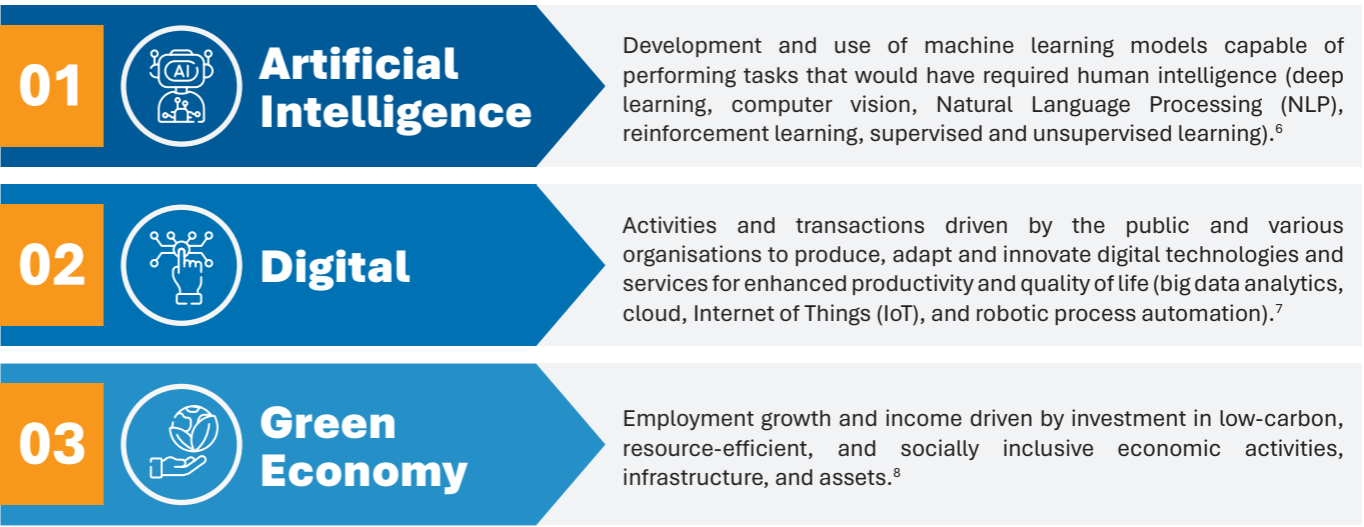 01
AI
Artificial
Intelligence
Development and use of machine learning models capable of
performing tasks that would have required human intelligence (deep
learning, computer vision, Natural Language Processing (NLP),
reinforcement learning, supervised and unsupervised learning).⁶
02
Digital
Activities and transactions driven by the public and various
organisations to produce, adapt and innovate digital technologies and
services for enhanced productivity and quality of life (big data analytics,
cloud, Internet of Things (IoT), and robotic process automation).⁷
03
Green
Economy
Employment growth and income driven by investment in low-carbon,
resource-efficient, and socially inclusive economic activities,
infrastructure, and assets.⁸